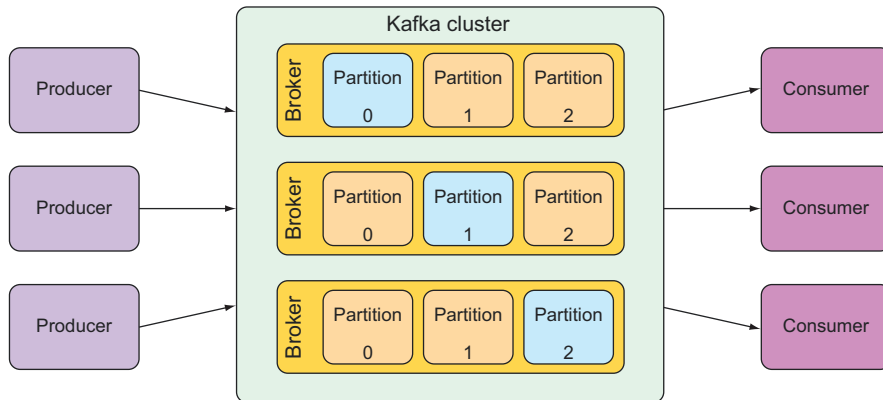 Kafka cluster
Producer
Broker
Partition
0
Partition
1
Partition
2
Consumer
Producer
Broker
Partition
0
Partition
1
Partition
2
Consumer
Producer
Broker
Partition
0
Partition
1
Partition
2
Consumer